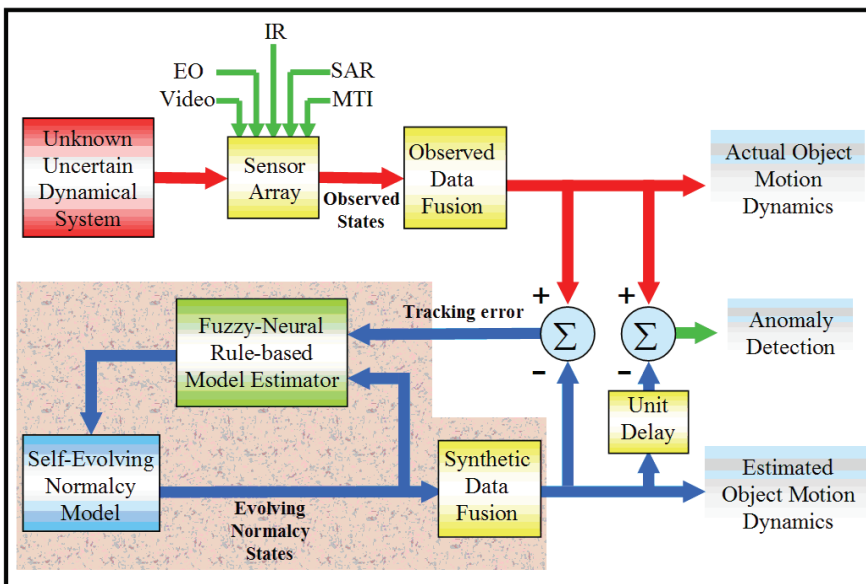 IR
EO
SAR
Video
MTI
Unknown
Uncertain
Dynamical
System
Sensor
Array
Observed
States
Observed
Data
Fusion
Actual Object
Motion
Dynamics
+
+
Tracking error
Σ
Σ
Anomaly
Detection
-
-
Fuzzy-Neural
Rule-based
Model Estimator
Unit
Delay
Self-Evolving
Normalcy
Model
Evolving
Normalcy
States
Synthetic
Data
Fusion
Estimated
Object Motion
Dynamics